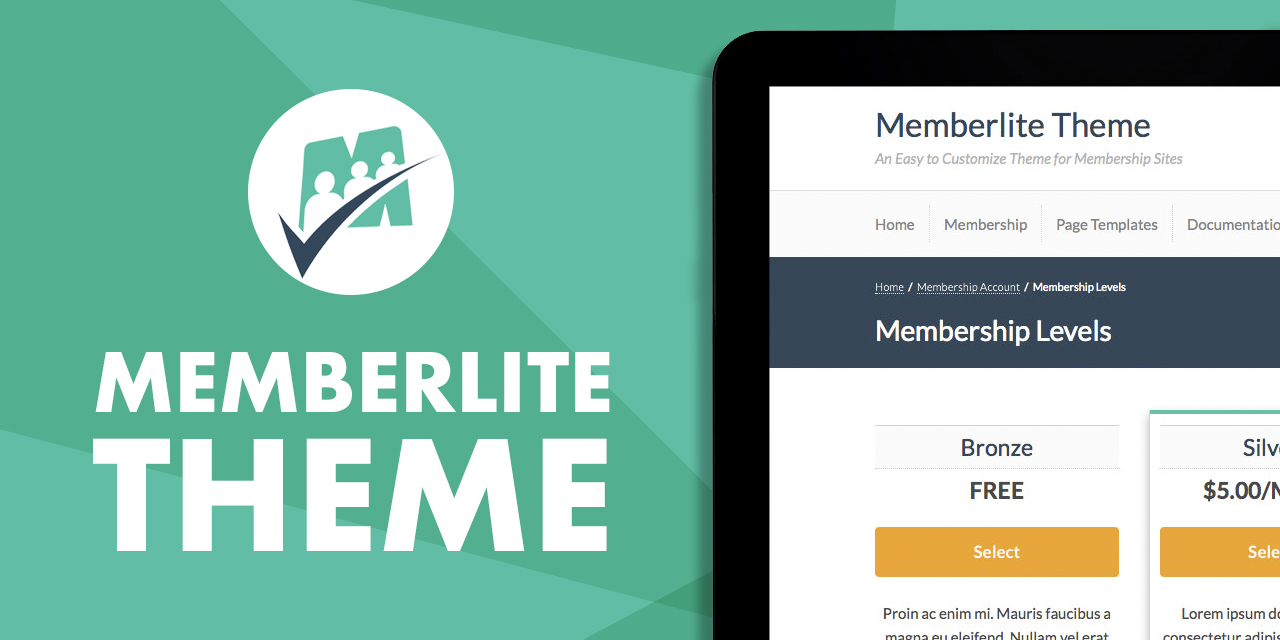 MEMBERLITE
THEME
Memberlite Theme
An Easy to Customize Theme for Membership Sites
Home Membership Page Templates Documentatio
Home / Membership Account / Membership Levels
Membership Levels
Bronze Silv
FREE $5.00/M
Select Sele
Proin ac enim mi. Mauris faucibus a Lorem ipsum do
magna eu eleifend. Nullam vel erat consectetur adipis